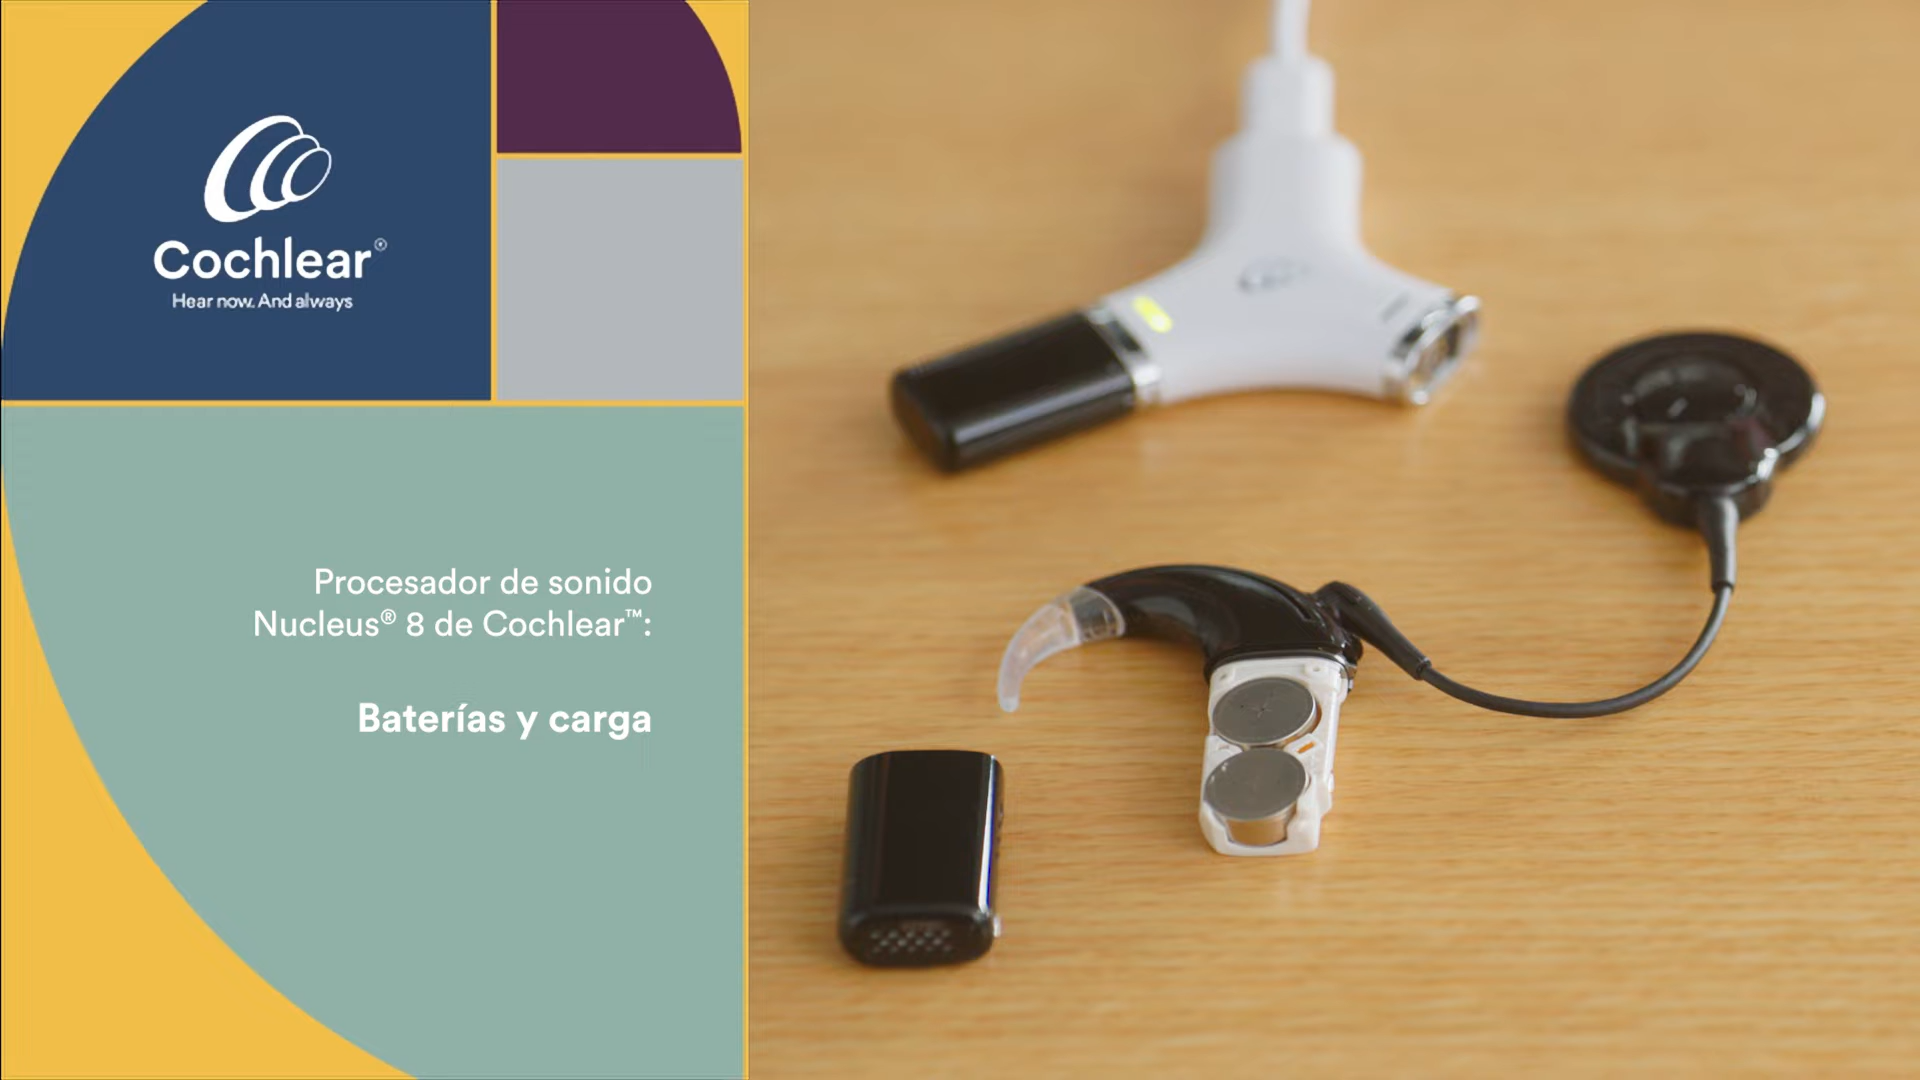 Cochlear®
Hear now. And always
Procesador de sonido
Nucleus® 8 de Cochlear™:
Baterías y carga